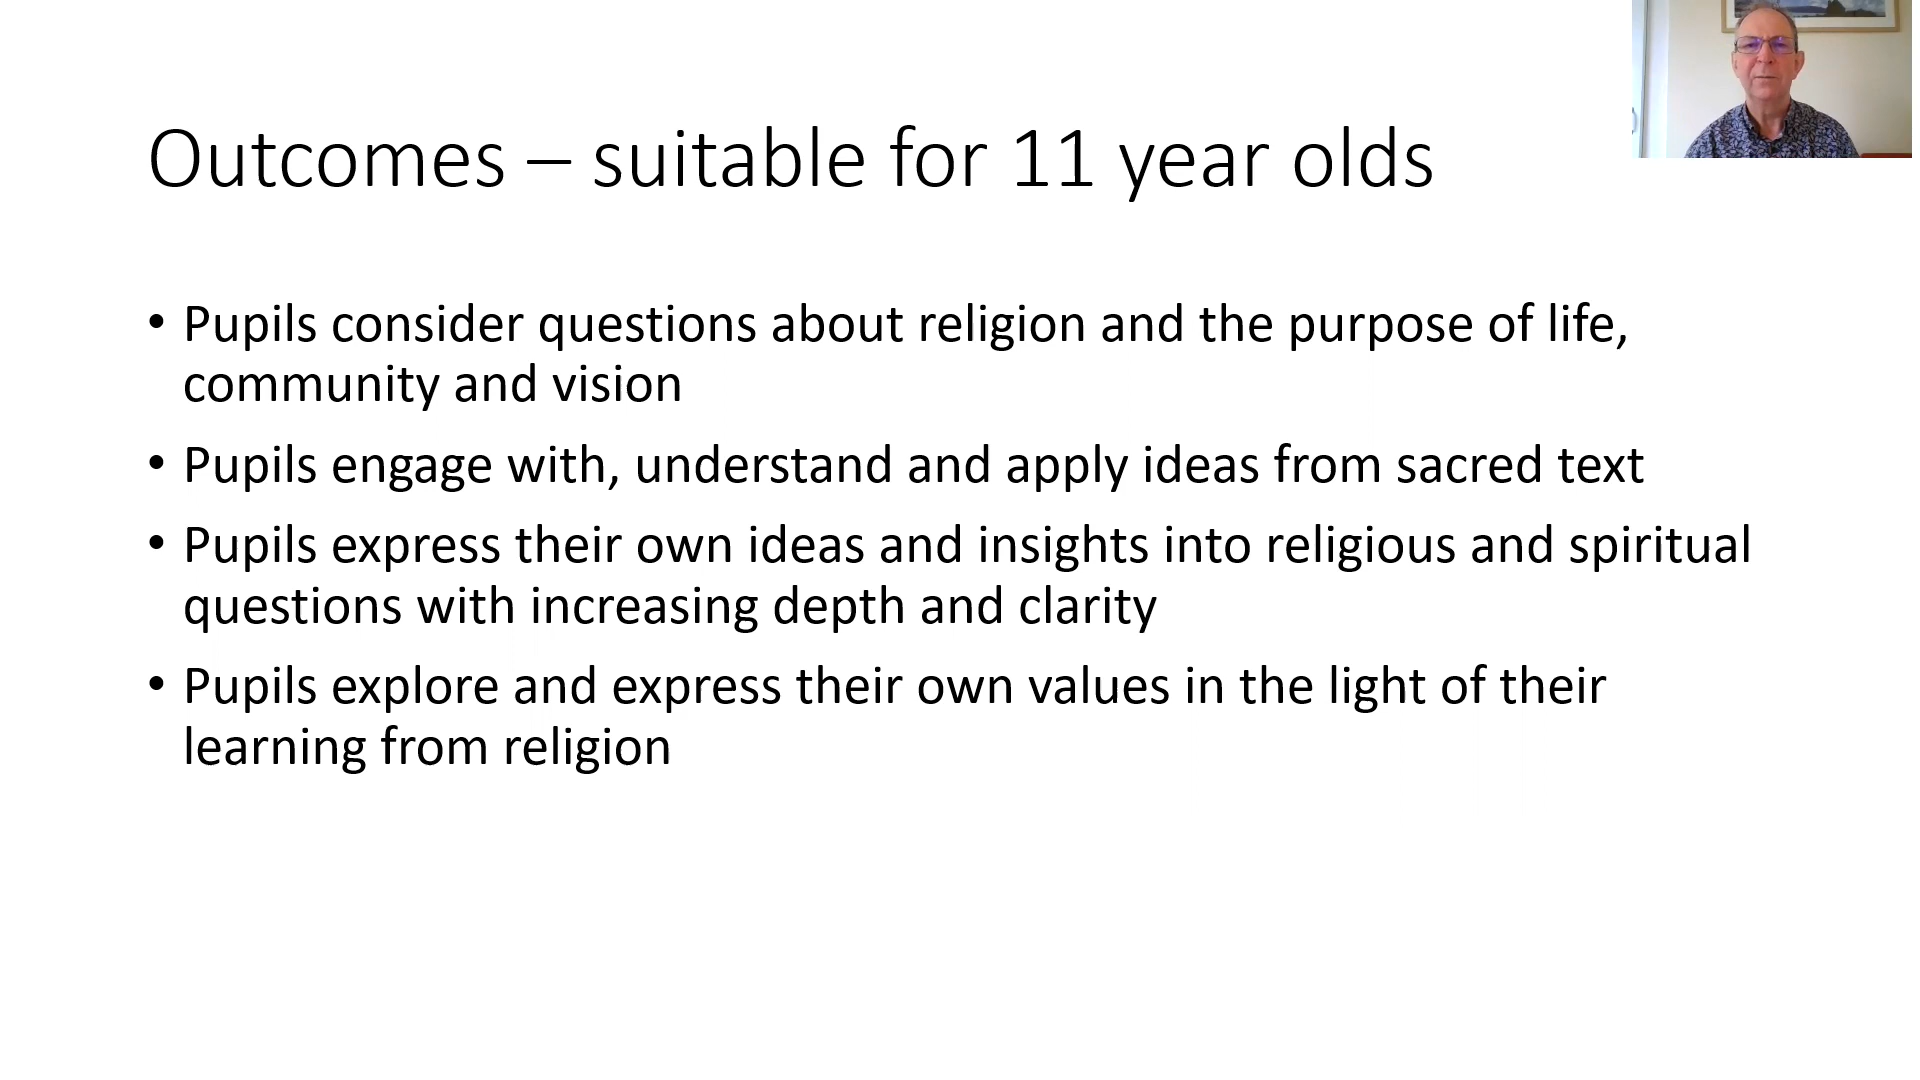 Outcomes – suitable for 11 year olds
• Pupils consider questions about religion and the purpose of life,
community and vision
• Pupils engage with, understand and apply ideas from sacred text
• Pupils express their own ideas and insights into religious and spiritual
questions with increasing depth and clarity
• Pupils explore and express their own values in the light of their
learning from religion